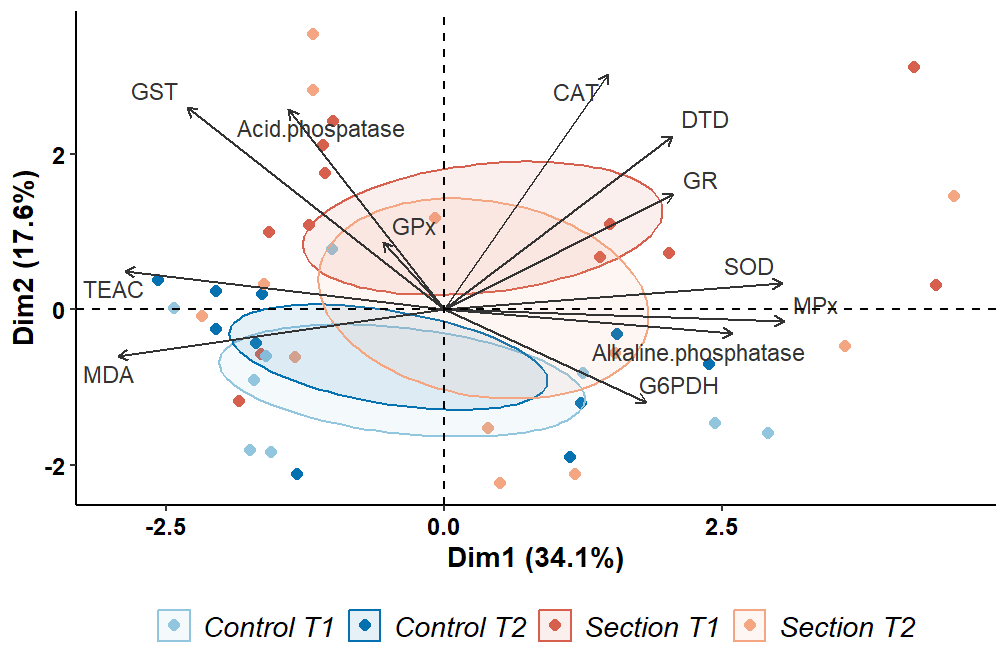 CAT
GST
DTD
Acid.phospatase
2
GR
GPx
SOD
TEAC
MPx
0
Alkaline.phosphatase
MDA
G6PDH
-2
Dim2 (17.6%)
-2.5 0.0 2.5
Dim1 (34.1%)
Control T1 Control T2 Section T1 Section T2